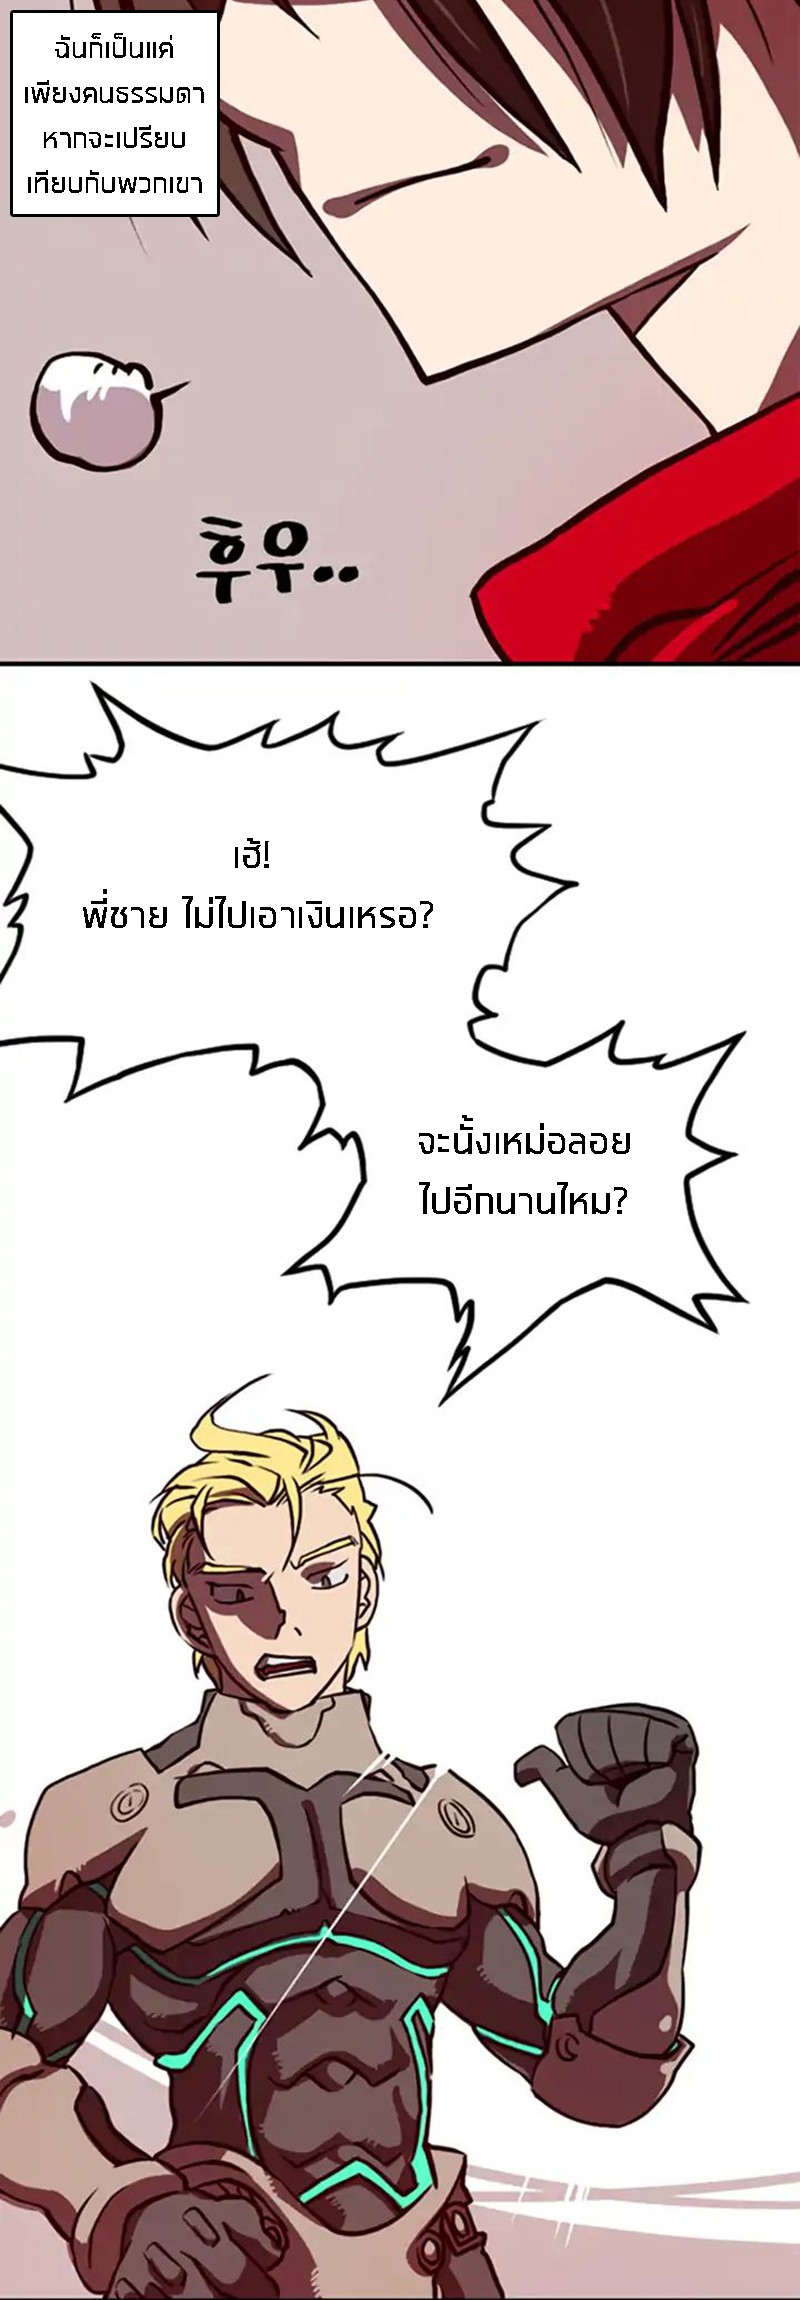 ฉันก็เป็นแค่
เพียงคนธรรมดา
หากจะเปรียบ
เทียบกับพวกเขา
후우..
เฮ้!
พี่ชาย ไม่ไปเอาเงินเหรอ?
จะนั้งเหม่อลอย
ไปอีกนานไหม?